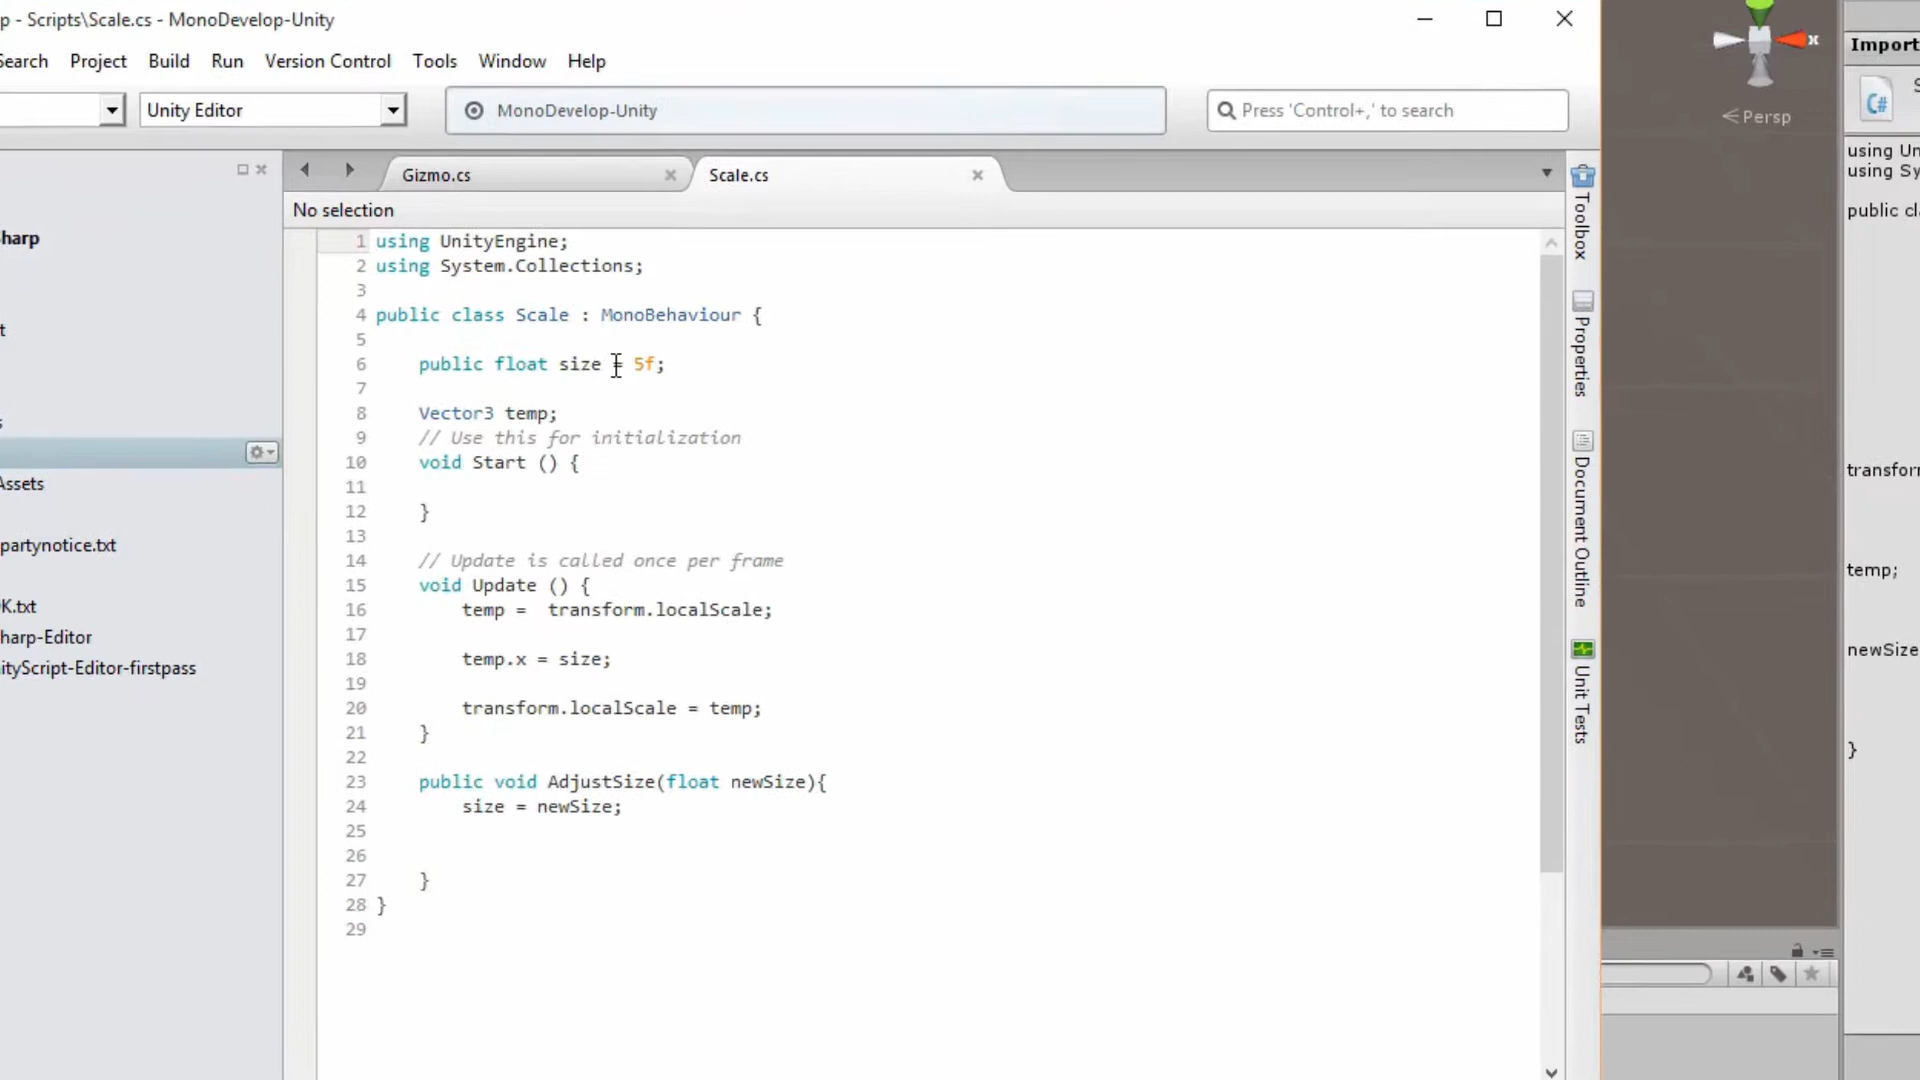 p - Scripts\Scale.cs - MonoDevelop-Unity
Search Project Build Run Version Control Tools Window Help
Unity Editor
MonoDevelop-Unity
Press 'Control+,' to search
Gizmo.cs
Scale.cs
No selection
1 using UnityEngine;
2 using System.Collections;
3
4 public class Scale : MonoBehaviour {
5
6 public float size = 5f;
7
8 Vector3 temp;
9 // Use this for initialization
10 void Start () {
11
12 }
13
14 // Update is called once per frame
15 void Update () {
16 temp =  transform.localScale;
17
18 temp.x = size;
19
20 transform.localScale = temp;
21 }
22
23 public void AdjustSize(float newSize){
24 size = newSize;
25
26
27 }
28 }
29
harp
t
s
Assets
partynotice.txt
K.txt
harp-Editor
nityScript-Editor-firstpass
Toolbox
Properties
Document Outline
Unit Tests
x
Persp
Import
C#
using Un
using Sy
public cla
transfor
temp;
newSize
}